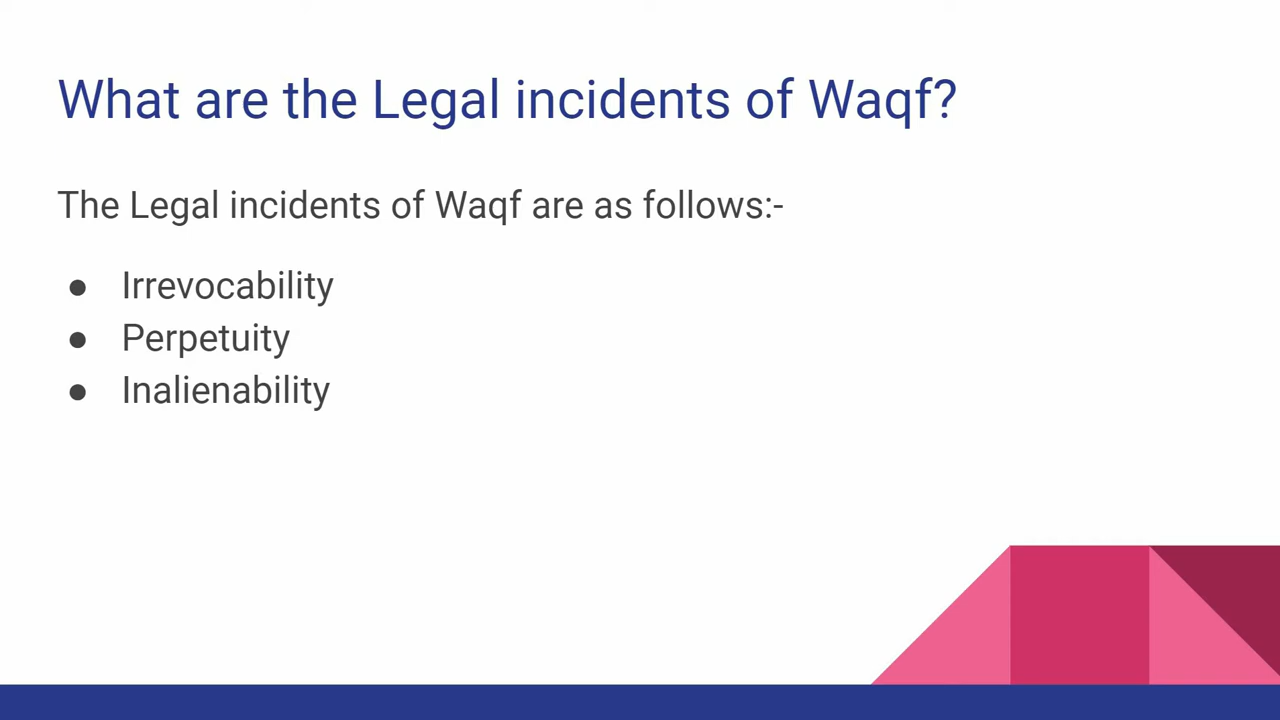 What are the Legal incidents of Waqf?
The Legal incidents of Waqf are as follows:-
● Irrevocability
● Perpetuity
● Inalienability